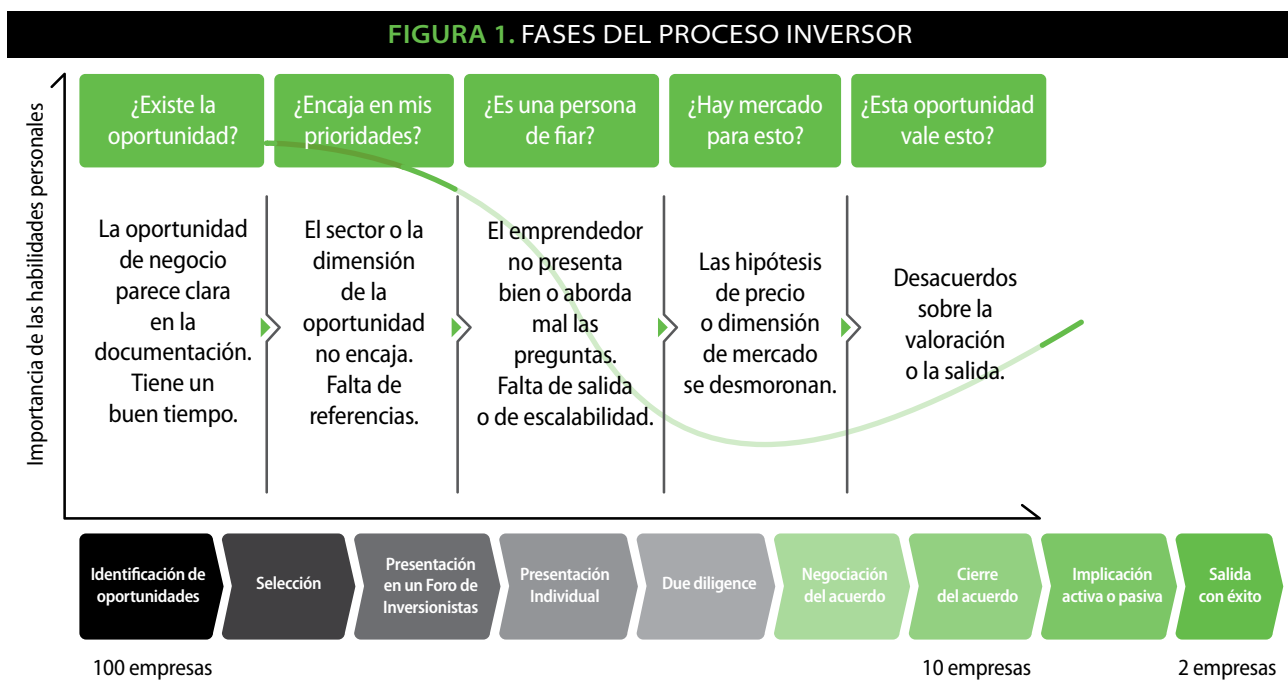 FIGURA 1. FASES DEL PROCESO INVERSOR
Importancia de las habilidades personales
¿Existe la
oportunidad?
¿Encaja en mis
prioridades?
¿Es una persona
de fiar?
¿Hay mercado
para esto?
¿Esta oportunidad
vale esto?
La oportunidad
de negocio
parece clara
en la
documentación.
Tiene un
buen tiempo.
El sector o la
dimensión
de la
oportunidad
no encaja.
Falta de
referencias.
El emprendedor
no presenta
bien o aborda
mal las
preguntas.
Falta de salida
o de escalabilidad.
Las hipótesis
de precio
o dimensión
de mercado
se desmoronan.
Desacuerdos
sobre la
valoración
o la salida.
Identificación de
oportunidades
Selección
Presentación
en un Foro de
Inversionistas
Presentación
Individual
Due diligence
Negociación
del acuerdo
Cierre
del acuerdo
Implicación
activa o pasiva
Salida
con éxito
100 empresas
10 empresas
2 empresas